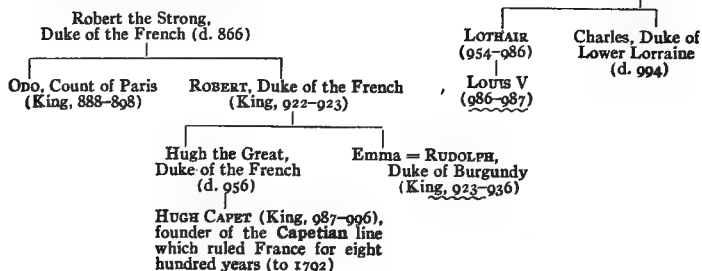 Robert the Strong,
Duke of the French (d. 866)
ODO, Count of Paris
(King, 888–898)
ROBERT, Duke of the French
(King, 922–923)
Hugh the Great,
Duke of the French
(d. 956)
Emma = RUDOLPH,
Duke of Burgundy
(King, 923–936)
HUGH CAPET (King, 987–996),
founder of the Capetian line
which ruled France for eight
hundred years (to 1792)
LOTHAIR
(954–986)
LOUIS V
(986–987)
Charles, Duke of
Lower Lorraine
(d. 994)